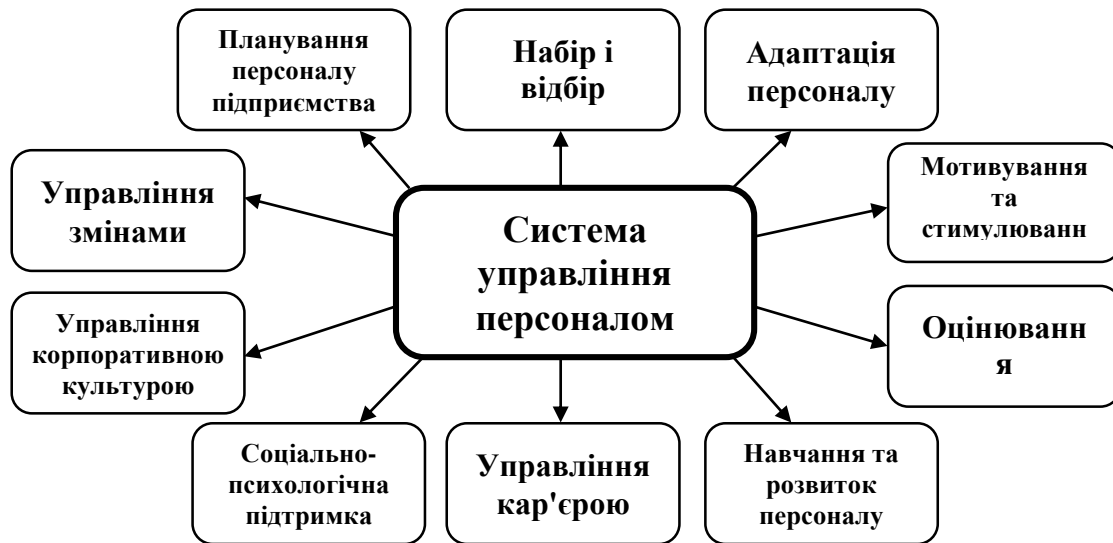 Планування
персоналу
підприємства
Набір і
відбір
Адаптація
персоналу
Управління
змінами
Система
управління
персоналом
Мотивування
та
стимулюванн
Управління
корпоративною
культурою
Оцінюванн
я
Соціально-
психологічна
підтримка
Управління
кар'єрою
Навчання та
розвиток
персоналу